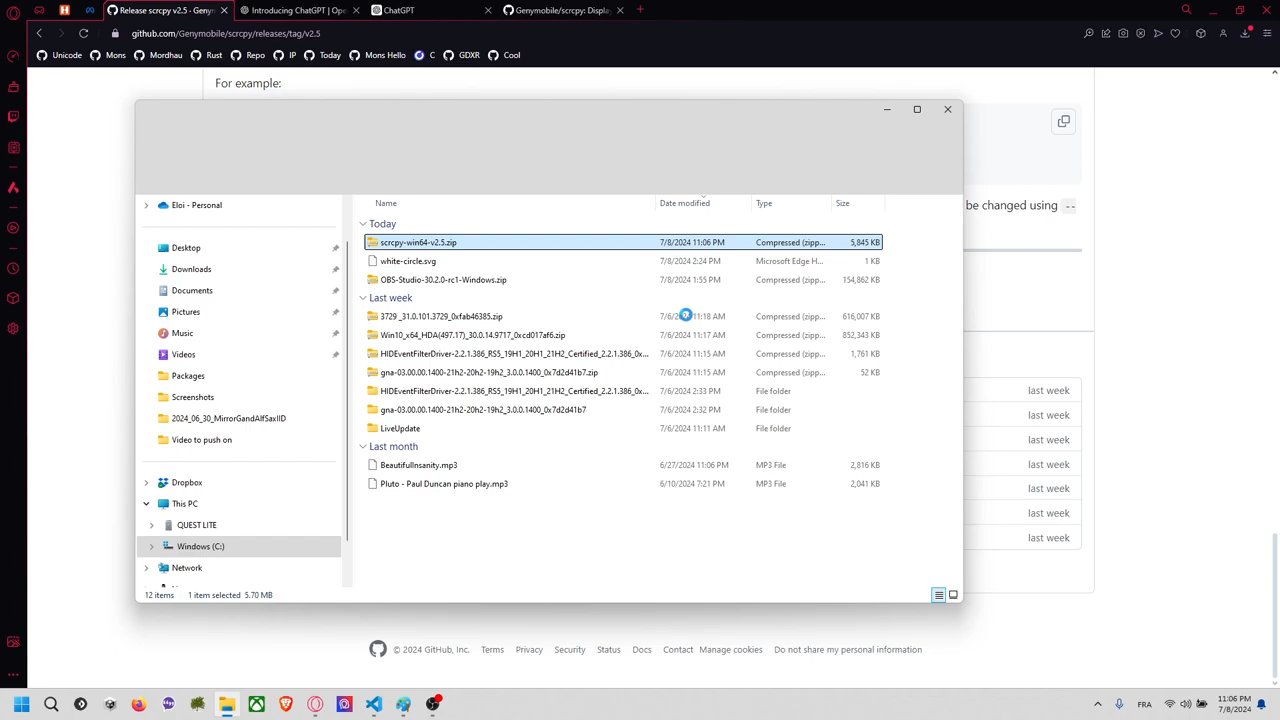 Release scrcpy v2.5 · Genym
Introducing ChatGPT | Open
ChatGPT
Genymobile/scrcpy: Displ
github.com/Genymobile/scrcpy/releases/tag/v2.5
Unicode
Mons
Mordhau
Rust
Repo
IP
Today
Mons Hello
C
GDXR
Cool
For example:
be changed using --
Name
Date modified
Type
Size
Eloi - Personal
Desktop
Downloads
Documents
Pictures
Music
Videos
Packages
Screenshots
2024_06_30_MirrorGandAlfSaxIID
Video to push on
Dropbox
This PC
QUEST LITE
Windows (C:)
Network
Today
scrcpy-win64-v2.5.zip 7/8/2024 11:06 PM Compressed (zipp... 5,845 KB
white-circle.svg 7/8/2024 2:24 PM Microsoft Edge H... 1 KB
OBS-Studio-30.2.0-rc1-Windows.zip 7/8/2024 1:55 PM Compressed (zipp... 154,862 KB
Last week
3729 _31.0.101.3729_0xfab46385.zip 11:18 AM Compressed (zipp... 616,007 KB
Win10_x64_HDA(497.17)_30.0.14.9717_0xcd017af6.zip 7/6/2024 11:17 AM Compressed (zipp... 852,343 KB
HIDEventFilterDriver-2.2.1.386_RS5_19H1_20H1_21H2_Certified_2.2.1.386_0x... 7/6/2024 11:15 AM Compressed (zipp... 1,761 KB
gna-03.00.00.1400-21h2-20h2-19h2_3.0.0.1400_0x7d2d41b7.zip 7/6/2024 11:15 AM Compressed (zipp... 52 KB
HIDEventFilterDriver-2.2.1.386_RS5_19H1_20H1_21H2_Certified_2.2.1.386_0x... 7/6/2024 2:33 PM File folder
gna-03.00.00.1400-21h2-20h2-19h2_3.0.0.1400_0x7d2d41b7 7/6/2024 2:32 PM File folder
LiveUpdate 7/6/2024 11:11 AM File folder
Last month
BeautifulInsanity.mp3 6/27/2024 11:06 PM MP3 File 2,816 KB
Pluto - Paul Duncan piano play.mp3 6/10/2024 7:21 PM MP3 File 2,041 KB
12 items 1 item selected 5.70 MB
last week
last week
last week
last week
last week
last week
last week
© 2024 GitHub, Inc. Terms Privacy Security Status Docs Contact Manage cookies Do not share my personal information
FRA
11:06 PM
7/8/2024